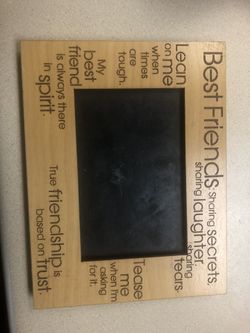 Best Friends: sharing secrets,
sharing laughter,
sharing
tears.
Lean
on me
when
times
are
tough.
Tease
me
when I'm
asking
for it.
My
best
friend
is always there
in spirit.
True friendship is
based on trust.